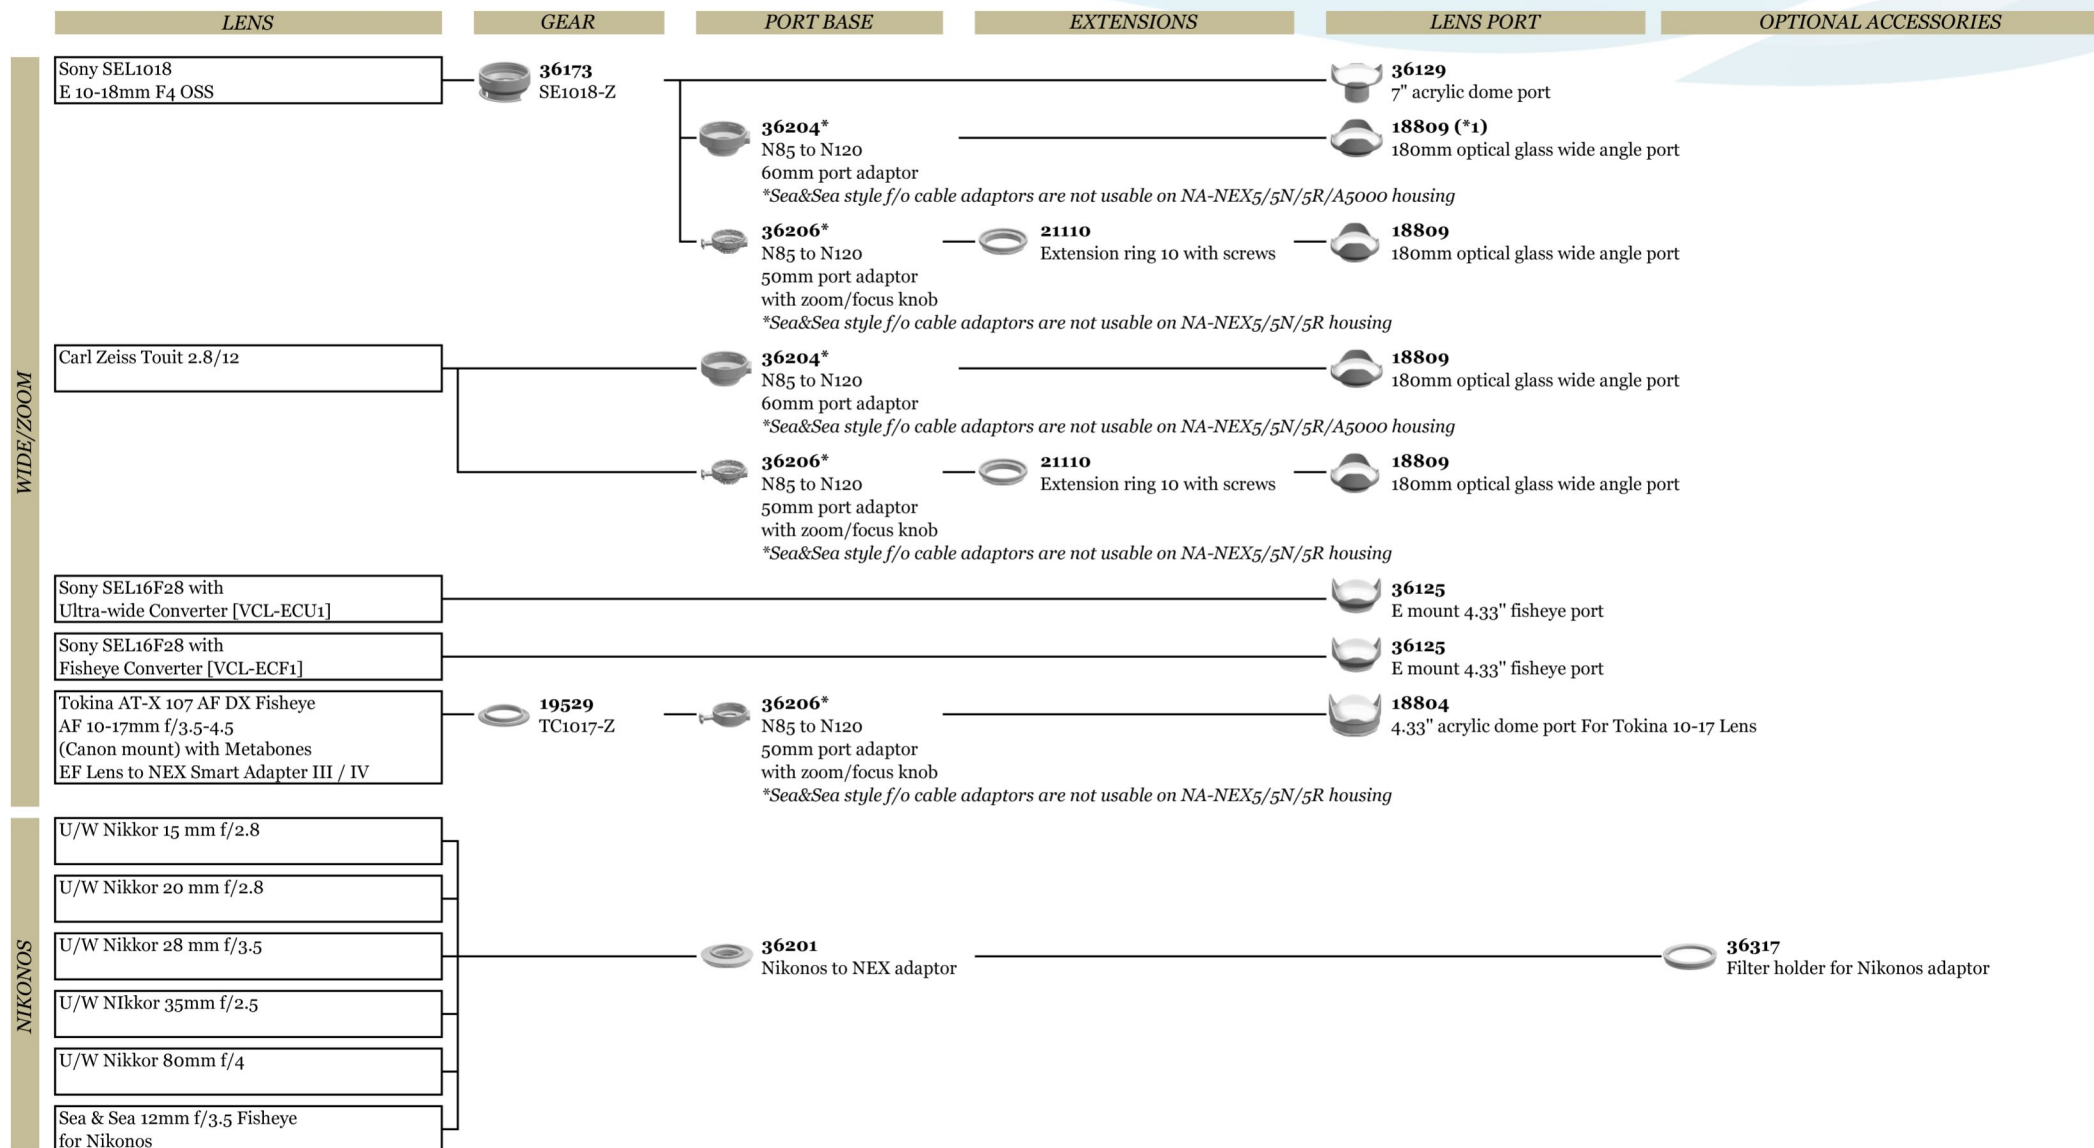 LENS GEAR PORT BASE EXTENSIONS LENS PORT OPTIONAL ACCESSORIES
WIDE/ZOOM
Sony SEL1018
E 10-18mm F4 OSS
36173
SE1018-Z
36129
7" acrylic dome port
36204*
N85 to N120
60mm port adaptor
*Sea&Sea style f/o cable adaptors are not usable on NA-NEX5/5N/5R/A5000 housing
18809 (*1)
180mm optical glass wide angle port
36206*
N85 to N120
50mm port adaptor
with zoom/focus knob
*Sea&Sea style f/o cable adaptors are not usable on NA-NEX5/5N/5R housing
21110
Extension ring 10 with screws
18809
180mm optical glass wide angle port
Carl Zeiss Touit 2.8/12
36204*
N85 to N120
60mm port adaptor
*Sea&Sea style f/o cable adaptors are not usable on NA-NEX5/5N/5R/A5000 housing
18809
180mm optical glass wide angle port
36206*
N85 to N120
50mm port adaptor
with zoom/focus knob
*Sea&Sea style f/o cable adaptors are not usable on NA-NEX5/5N/5R housing
21110
Extension ring 10 with screws
18809
180mm optical glass wide angle port
Sony SEL16F28 with
Ultra-wide Converter [VCL-ECU1]
36125
E mount 4.33" fisheye port
Sony SEL16F28 with
Fisheye Converter [VCL-ECF1]
36125
E mount 4.33" fisheye port
Tokina AT-X 107 AF DX Fisheye
AF 10-17mm f/3.5-4.5
(Canon mount) with Metabones
EF Lens to NEX Smart Adapter III / IV
19529
TC1017-Z
36206*
N85 to N120
50mm port adaptor
with zoom/focus knob
*Sea&Sea style f/o cable adaptors are not usable on NA-NEX5/5N/5R housing
18804
4.33" acrylic dome port For Tokina 10-17 Lens
NIKONOS
U/W Nikkor 15 mm f/2.8
U/W Nikkor 20 mm f/2.8
U/W Nikkor 28 mm f/3.5
U/W NIkkor 35mm f/2.5
U/W Nikkor 80mm f/4
Sea & Sea 12mm f/3.5 Fisheye
for Nikonos
36201
Nikonos to NEX adaptor
36317
Filter holder for Nikonos adaptor